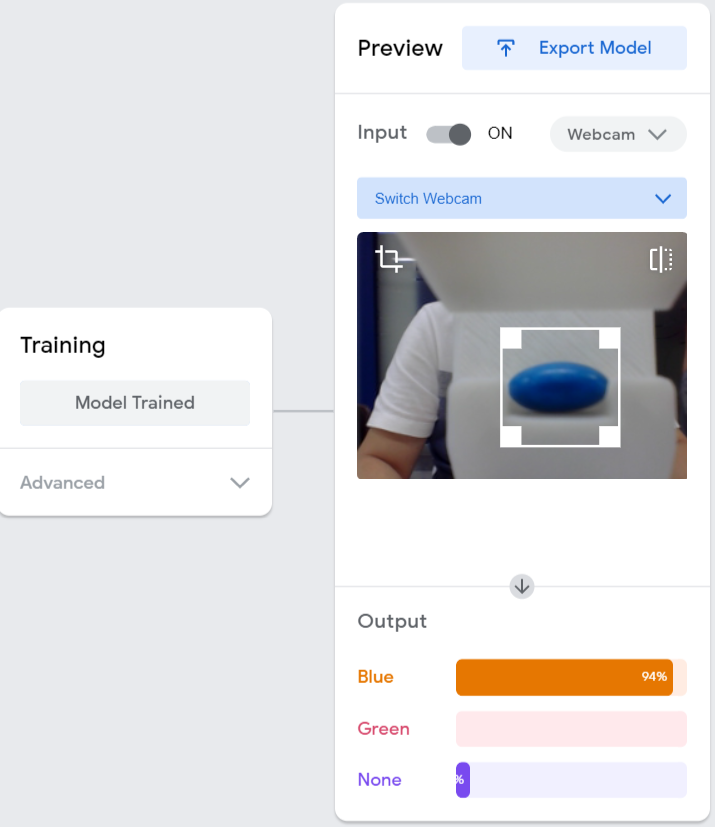 Preview
Export Model
Input
ON
Webcam
Switch Webcam
Training
Model Trained
Advanced
Output
Blue
94%
Green
None
%